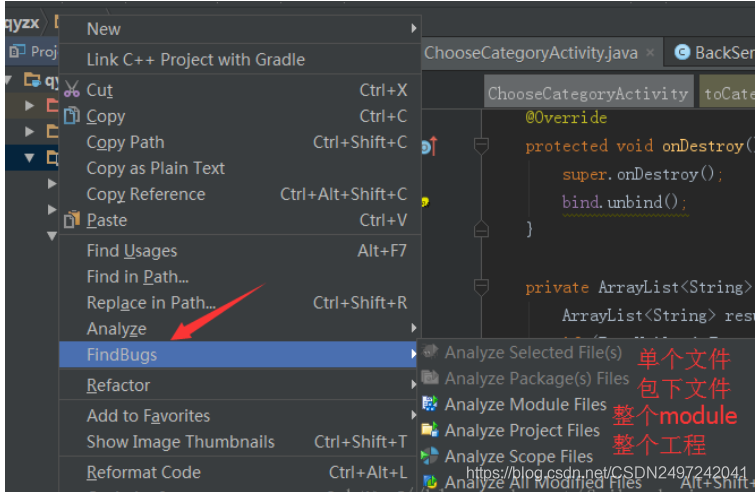 qyzx
New
Proj
Link C++ Project with Gradle
ChooseCategoryActivity.java × BackSer
qy
Cut Ctrl+X
ChooseCategoryActivity toCate
Copy Ctrl+C
@Override
Copy Path Ctrl+Shift+C
protected void onDestroy()
Copy as Plain Text
super.onDestroy();
Copy Reference Ctrl+Alt+Shift+C
bind.unbind();
Paste Ctrl+V
}
Find Usages Alt+F7
Find in Path...
private ArrayList<String>
Replace in Path... Ctrl+Shift+R
ArrayList<String> resu
Analyze
FindBugs
Analyze Selected File(s) 单个文件
Analyze Package(s) Files 包下文件
Refactor
Analyze Module Files 整个module
Add to Favorites
Analyze Project Files 整个工程
Show Image Thumbnails Ctrl+Shift+T
Analyze Scope Files
Reformat Code Ctrl+Alt+L
https://blog.csdn.net/CSDN2497242041
Analyze All Modified Files Alt+Shift+